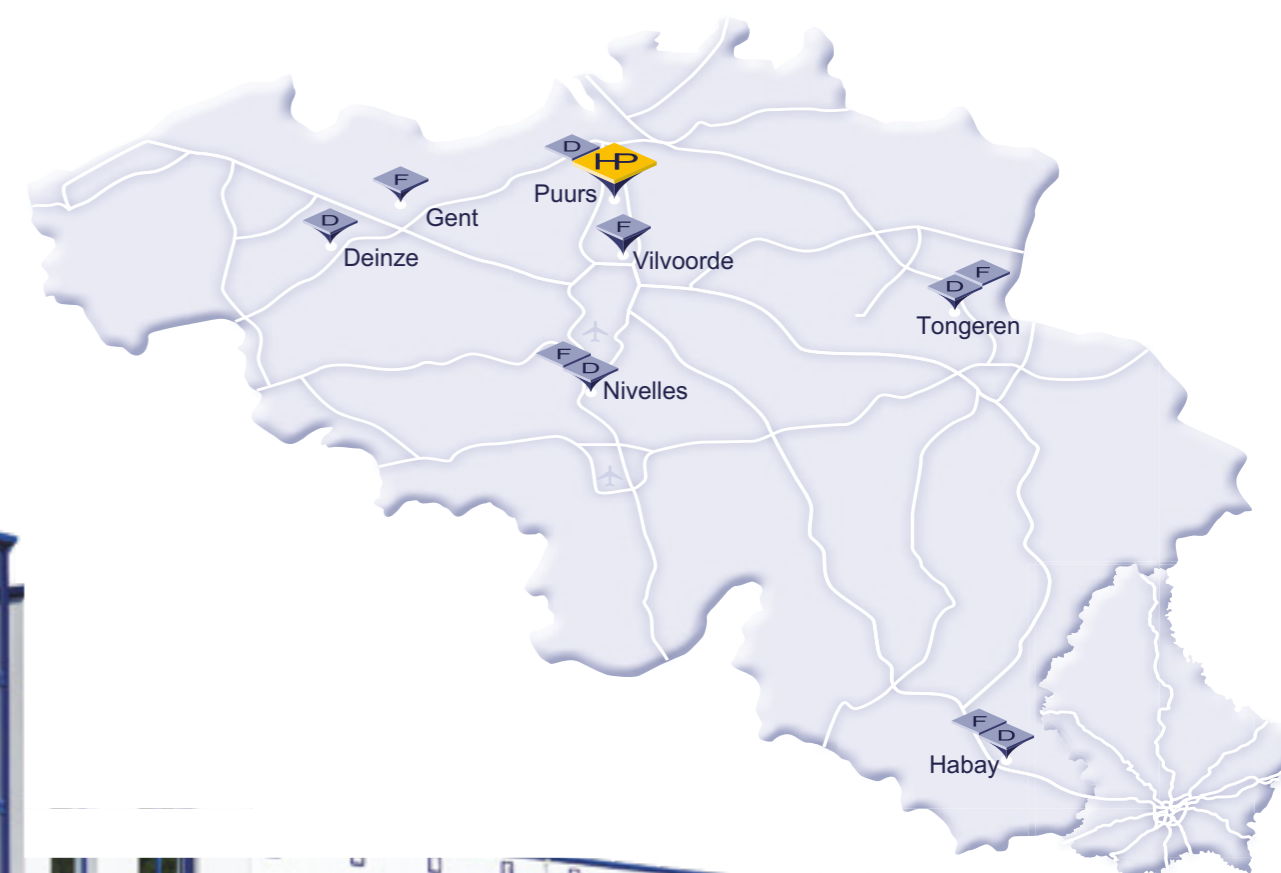 D
HP
Puurs
F
Gent
D
Deinze
F
Vilvoorde
F
D
Tongeren
F
D
Nivelles
F
D
Habay